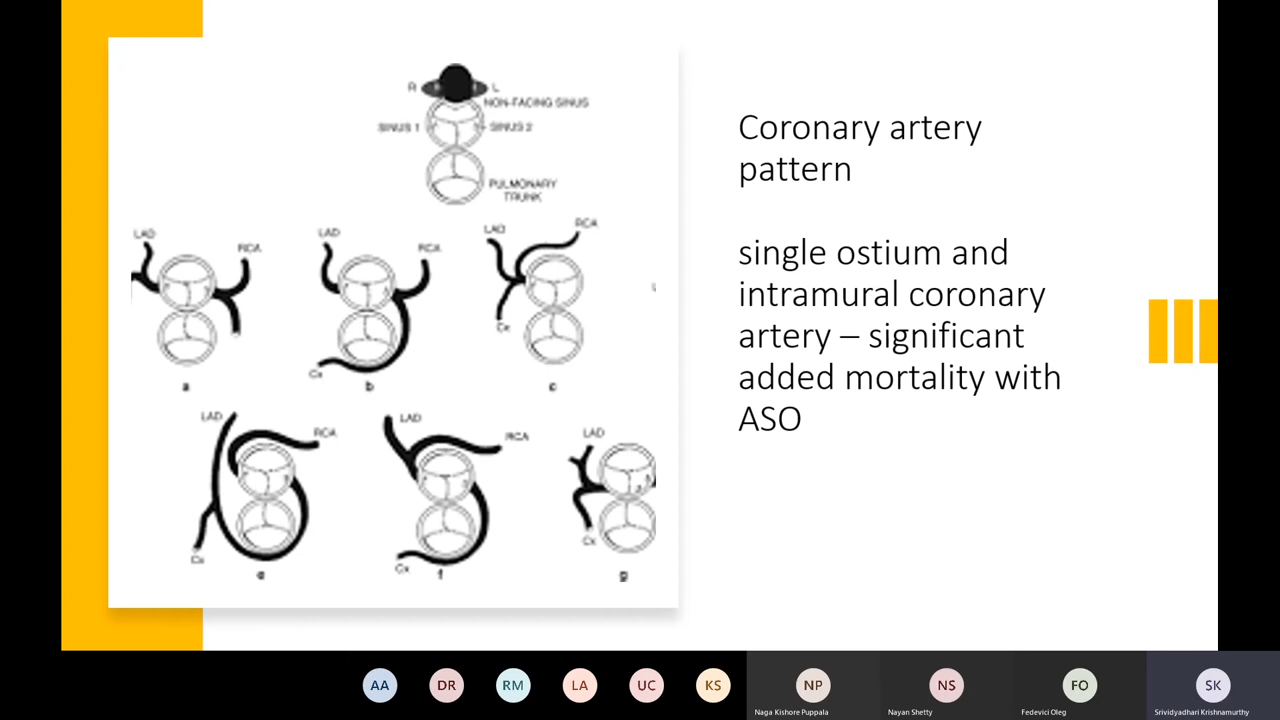 R
L
NON-FACING SINUS
SINUS 1
SINUS 2
PULMONARY
TRUNK
LAD
RCA
LAD
RCA
LAD
RCA
Cx
Cx
a
b
c
LAD
RCA
LAD
RCA
LAD
Cx
Cx
Cx
e
f
g
Coronary artery
pattern
single ostium and
intramural coronary
artery – significant
added mortality with
ASO
AA
DR
RM
LA
UC
KS
NP
NS
FO
SK
Naga Kishore Puppala
Nayan Shetty
Fedevici Oleg
Srividyadhari Krishnamurthy